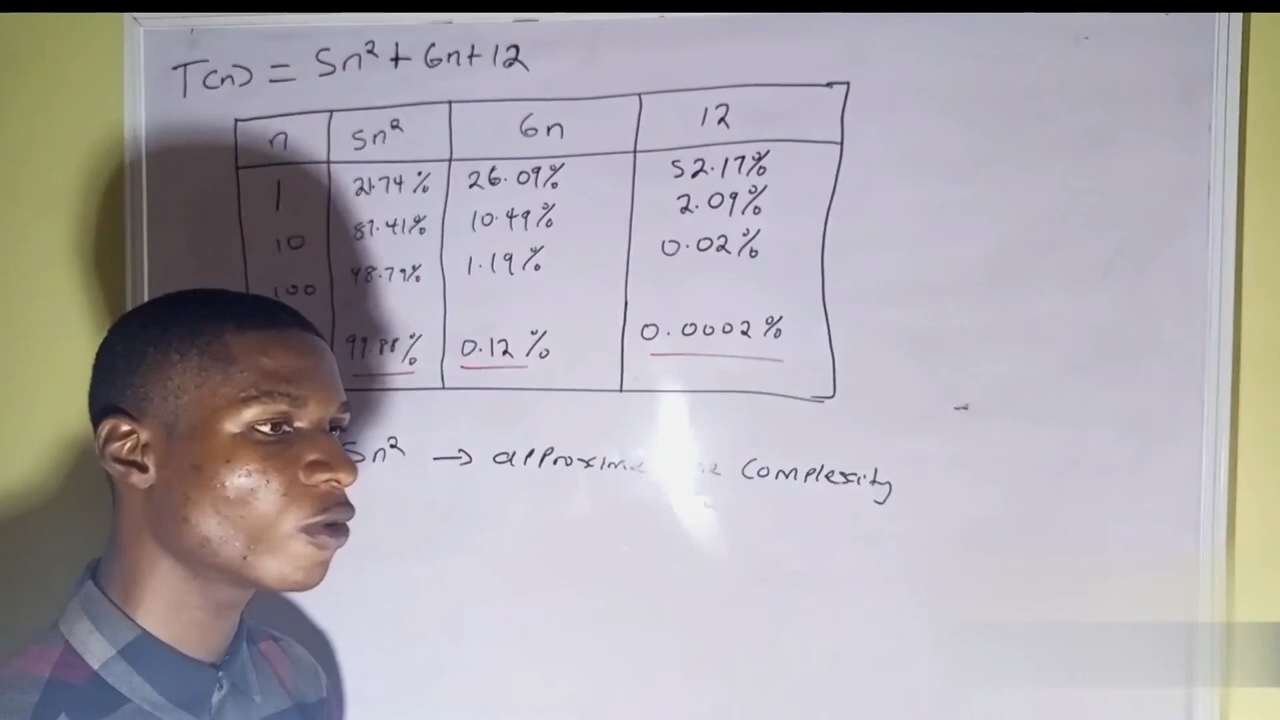 T(n) = 5n² + 6n + 12
n 5n² 6n 12
1 21.74% 26.09% 52.17%
10 87.41% 10.49% 2.09%
100 98.79% 1.19% 0.02%
99.88% 0.12% 0.0002%
5n² → complexity